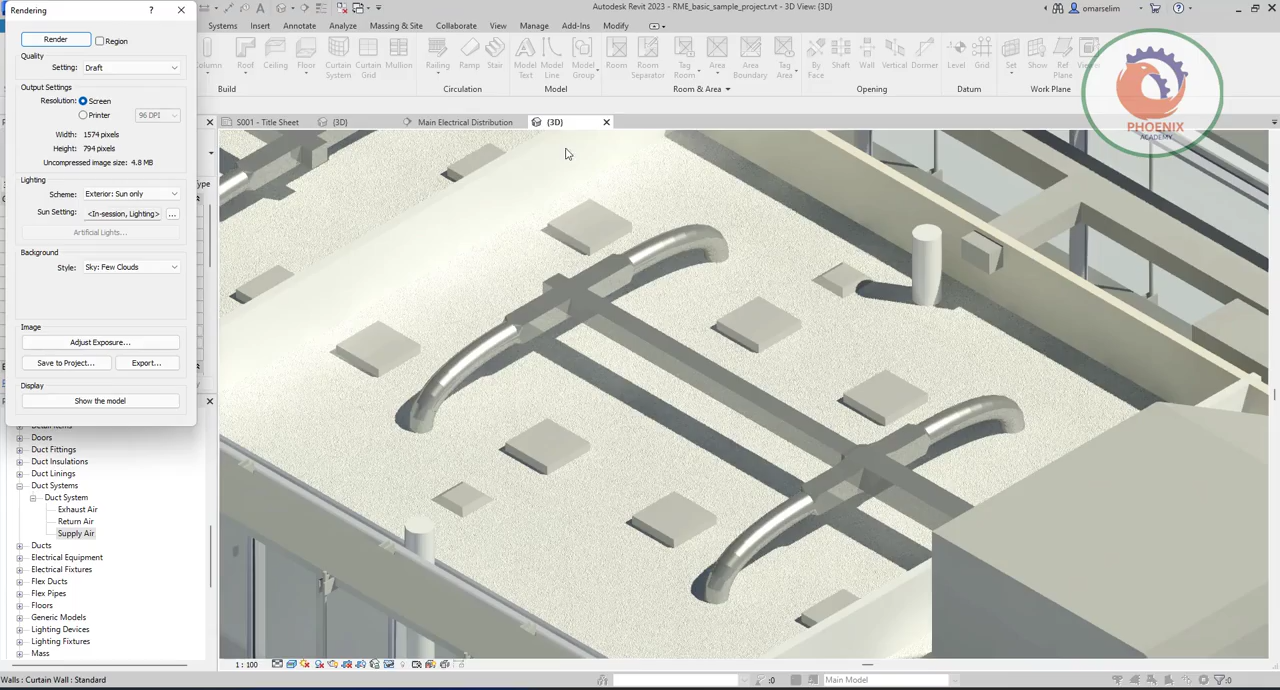 Rendering ? ×
Autodesk Revit 2023 - RME_basic_sample_project.rvt - 3D View: {3D}
omarselim
Systems Insert Annotate Analyze Massing & Site Collaborate View Manage Add-Ins Modify
Column Roof Ceiling Floor Curtain System Curtain Grid Mullion Railing Ramp Stair Model Text Model Line Model Group Room Room Separator Tag Room Area Area Boundary Tag Area By Face Shaft Wall Vertical Dormer Level Grid Set Show Ref Plane
Build Circulation Model Room & Area Opening Datum Work Plane
S001 - Title Sheet {3D} Main Electrical Distribution {3D}
Render Region
Quality
Setting: Draft
Output Settings
Resolution: Screen
Printer 96 DPI
Width: 1574 pixels
Height: 794 pixels
Uncompressed image size: 4.8 MB
Lighting
Scheme: Exterior: Sun only
Sun Setting: <In-session, Lighting> ...
Artificial Lights...
Background
Style: Sky: Few Clouds
Image
Adjust Exposure...
Save to Project... Export...
Display
Show the model
Doors
Duct Fittings
Duct Insulations
Duct Linings
Duct Systems
Duct System
Exhaust Air
Return Air
Supply Air
Ducts
Electrical Equipment
Electrical Fixtures
Flex Ducts
Flex Pipes
Floors
Generic Models
Lighting Devices
Lighting Fixtures
Mass
PHOENIX
ACADEMY
1 : 100
Walls : Curtain Wall : Standard
:0 Main Model :0